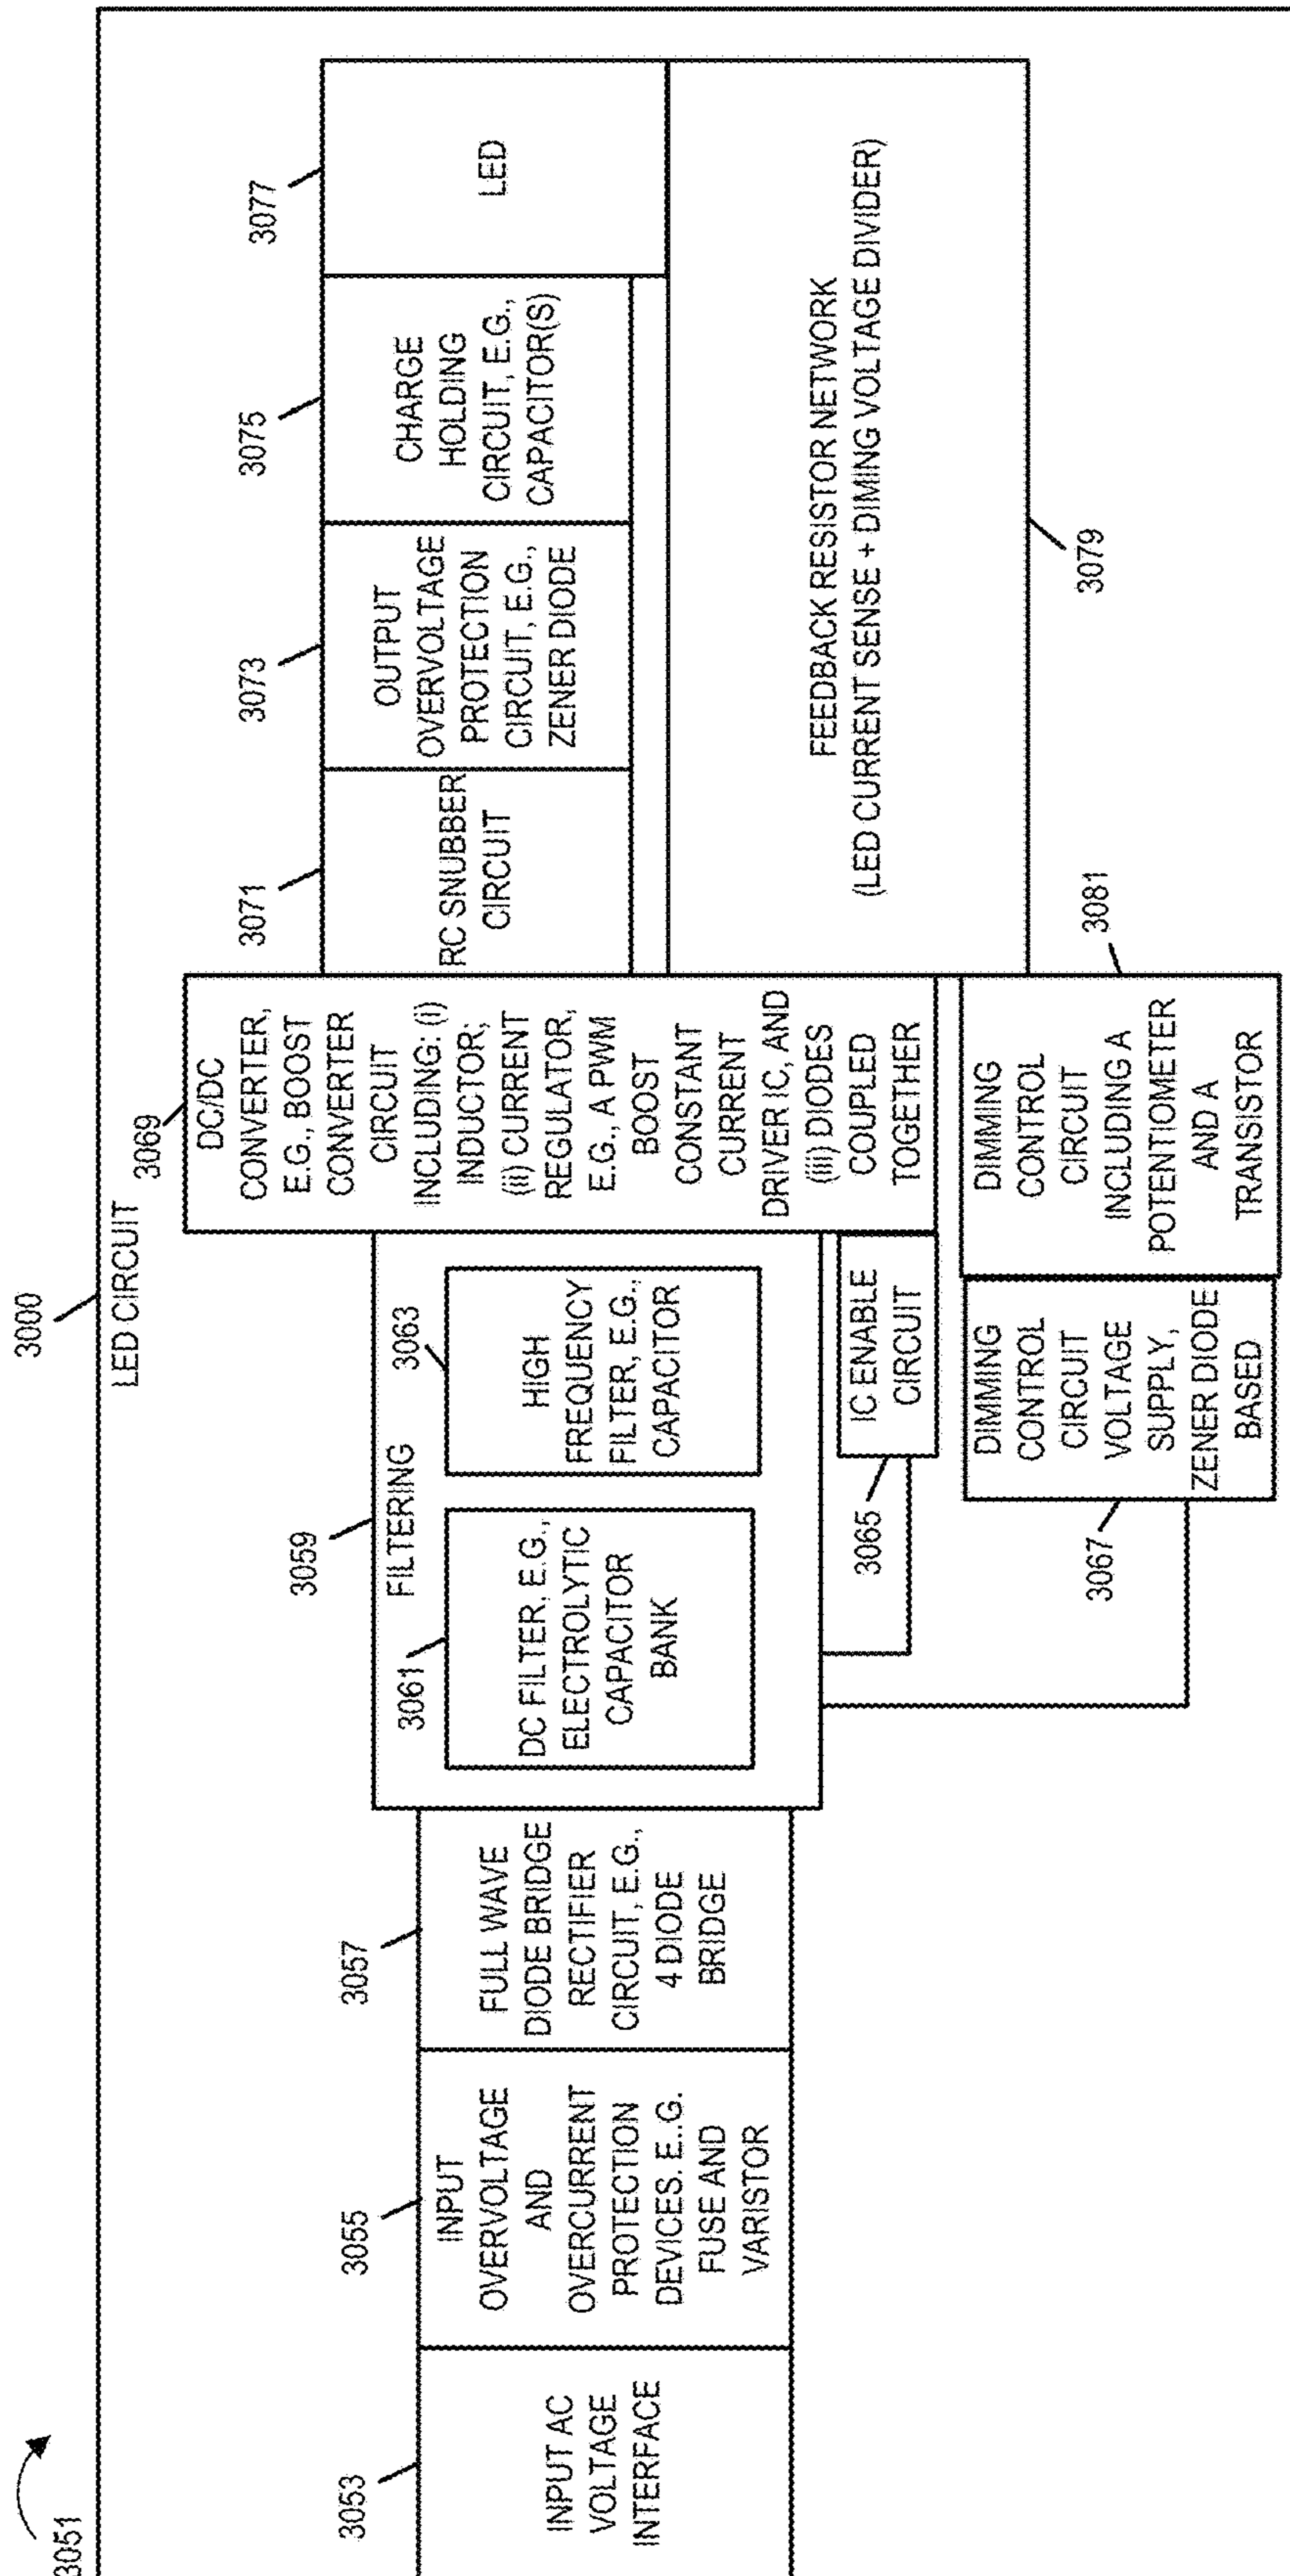 3051
3000
LED CIRCUIT
3053
INPUT AC
VOLTAGE
INTERFACE
3055
INPUT
OVERVOLTAGE
AND
OVERCURRENT
PROTECTION
DEVICES. E..G.
FUSE AND
VARISTOR
3057
FULL WAVE
DIODE BRIDGE
RECTIFIER
CIRCUIT, E.G.,
4 DIODE
BRIDGE
3059
FILTERING
3061
DC FILTER, E.G.,
ELECTROLYTIC
CAPACITOR
BANK
3063
HIGH
FREQUENCY
FILTER, E.G.,
CAPACITOR
3065
IC ENABLE
CIRCUIT
3067
DIMMING
CONTROL
CIRCUIT
VOLTAGE
SUPPLY,
ZENER DIODE
BASED
3069
DC/DC
CONVERTER,
E.G., BOOST
CONVERTER
CIRCUIT
INCLUDING: (i)
INDUCTOR;
(ii) CURRENT
REGULATOR,
E.G., A PWM
BOOST
CONSTANT
CURRENT
DRIVER IC, AND
(iii) DIODES
COUPLED
TOGETHER
3081
DIMMING
CONTROL
CIRCUIT
INCLUDING A
POTENTIOMETER
AND A
TRANSISTOR
3071
RC SNUBBER
CIRCUIT
3073
OUTPUT
OVERVOLTAGE
PROTECTION
CIRCUIT, E.G.,
ZENER DIODE
3075
CHARGE
HOLDING
CIRCUIT, E.G.,
CAPACITOR(S)
3077
LED
FEEDBACK RESISTOR NETWORK
(LED CURRENT SENSE + DIMING VOLTAGE DIVIDER)
3079